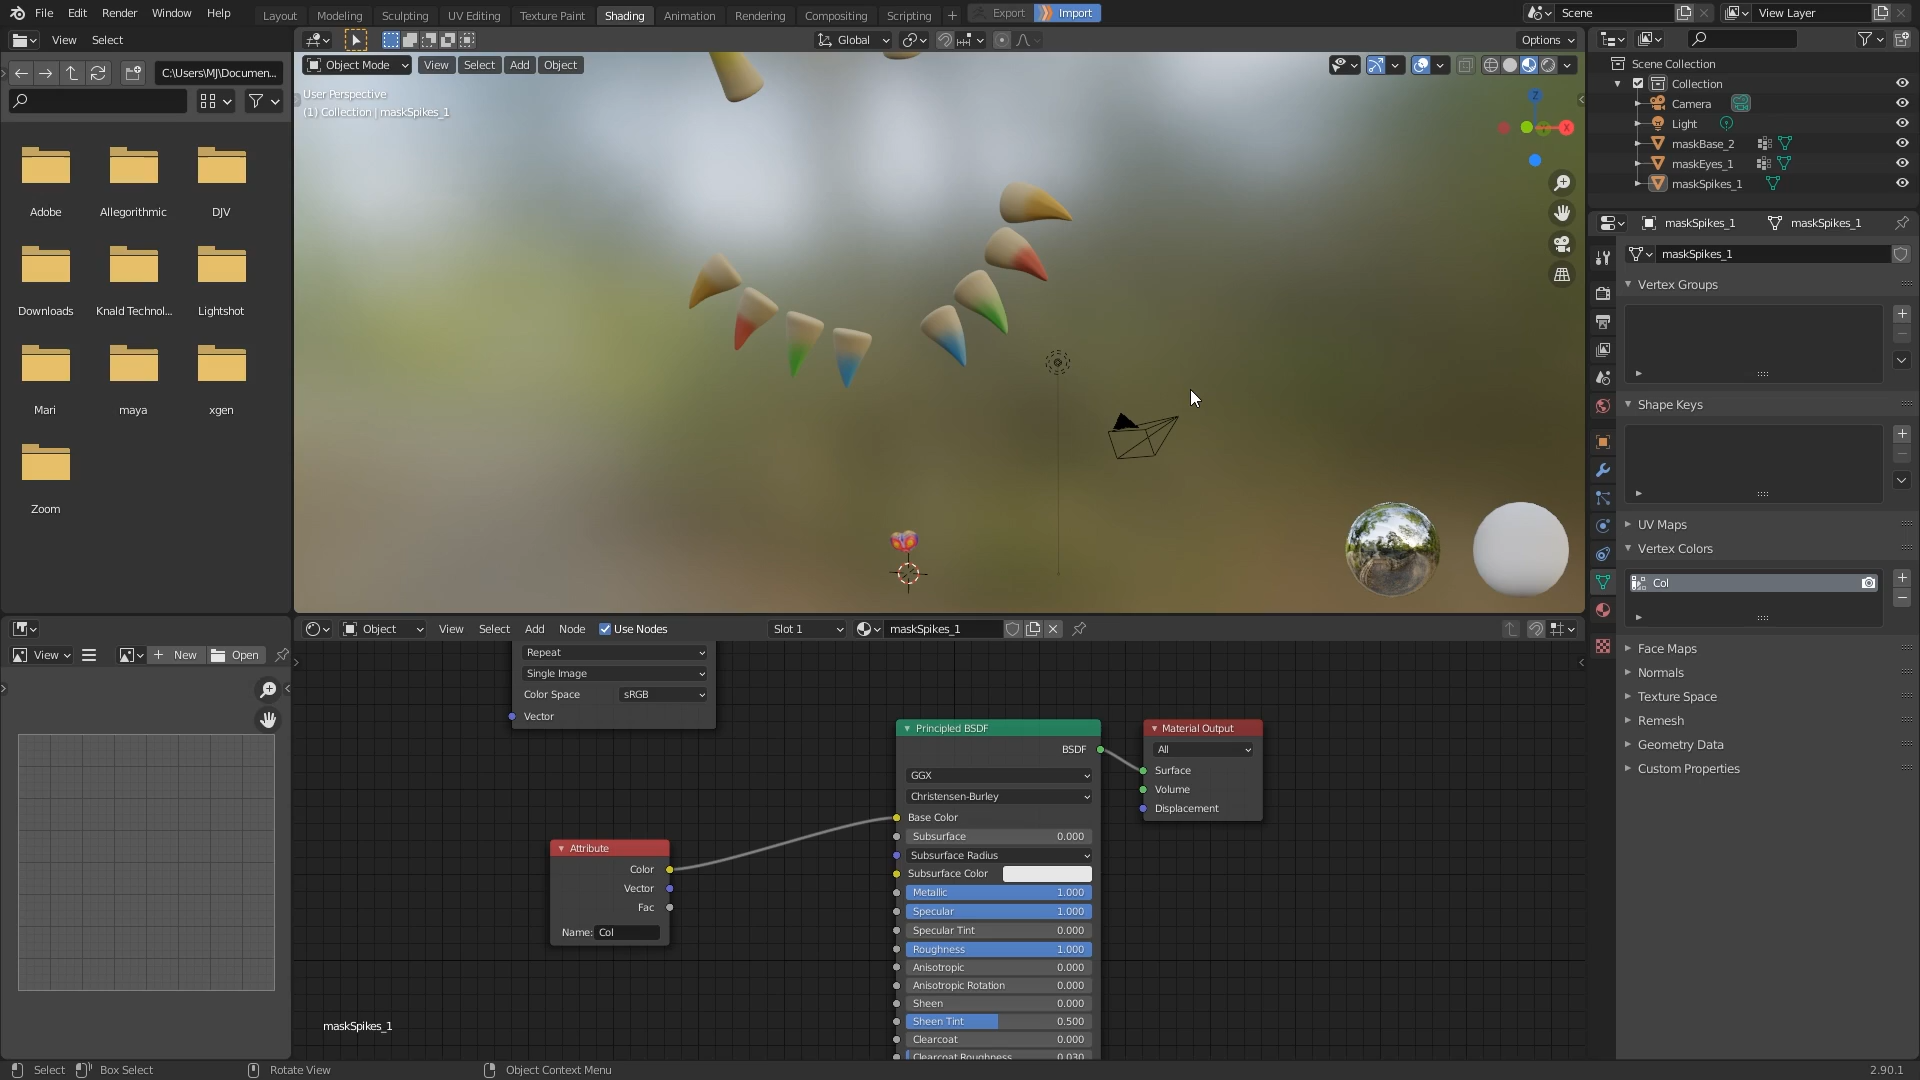 File Edit Render Window Help Layout Modeling Sculpting UV Editing Texture Paint Shading Animation Rendering Compositing Scripting + Export Import Scene View Layer
View Select Global Options
C:\Users\MJ\Documen...
Object Mode View Select Add Object
User Perspective
(1) Collection | maskSpikes_1
Z
X
Adobe Allegorithmic DJV
Downloads Knald Technol... Lightshot
Mari maya xgen
Zoom
Scene Collection
Collection
Camera
Light
maskBase_2
maskEyes_1
maskSpikes_1
maskSpikes_1 maskSpikes_1
maskSpikes_1
Vertex Groups
Shape Keys
UV Maps
Vertex Colors
Col
Face Maps
Normals
Texture Space
Remesh
Geometry Data
Custom Properties
View New Open
Object View Select Add Node Use Nodes Slot 1 maskSpikes_1
Repeat
Single Image
Color Space sRGB
Vector
Attribute
Color
Vector
Fac
Name: Col
Principled BSDF
BSDF
GGX
Christensen-Burley
Base Color
Subsurface 0.000
Subsurface Radius
Subsurface Color
Metallic 1.000
Specular 1.000
Specular Tint 0.000
Roughness 1.000
Anisotropic 0.000
Anisotropic Rotation 0.000
Sheen 0.000
Sheen Tint 0.500
Clearcoat 0.000
Clearcoat Roughness 0.030
Material Output
All
Surface
Volume
Displacement
maskSpikes_1
Select Box Select Rotate View Object Context Menu 2.90.1